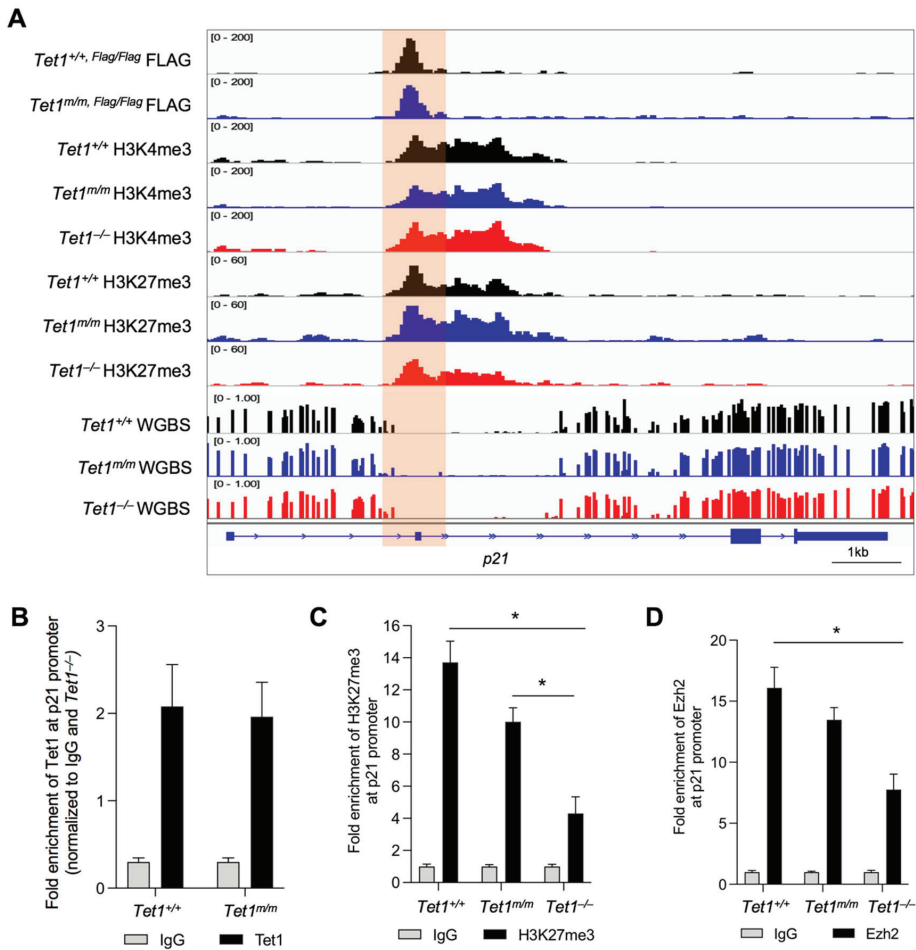 A
[0 - 200]
Tet1+/+, Flag/Flag FLAG
[0 - 200]
Tet1m/m, Flag/Flag FLAG
[0 - 200]
Tet1+/+ H3K4me3
[0 - 200]
Tet1m/m H3K4me3
[0 - 200]
Tet1–/– H3K4me3
[0 - 60]
Tet1+/+ H3K27me3
[0 - 60]
Tet1m/m H3K27me3
[0 - 60]
Tet1–/– H3K27me3
[0 - 1.00]
Tet1+/+ WGBS
[0 - 1.00]
Tet1m/m WGBS
[0 - 1.00]
Tet1–/– WGBS
p21
1kb
B
Fold enrichment of Tet1 at p21 promoter
(normalized to IgG and Tet1–/–)
3
2
1
0
Tet1+/+ Tet1m/m
IgG Tet1
C
Fold enrichment of H3K27me3
at p21 promoter
16
14
12
10
8
6
4
2
0
*
*
Tet1+/+ Tet1m/m Tet1–/–
IgG H3K27me3
D
Fold enrichment of Ezh2
at p21 promoter
20
15
10
5
0
*
Tet1+/+ Tet1m/m Tet1–/–
IgG Ezh2